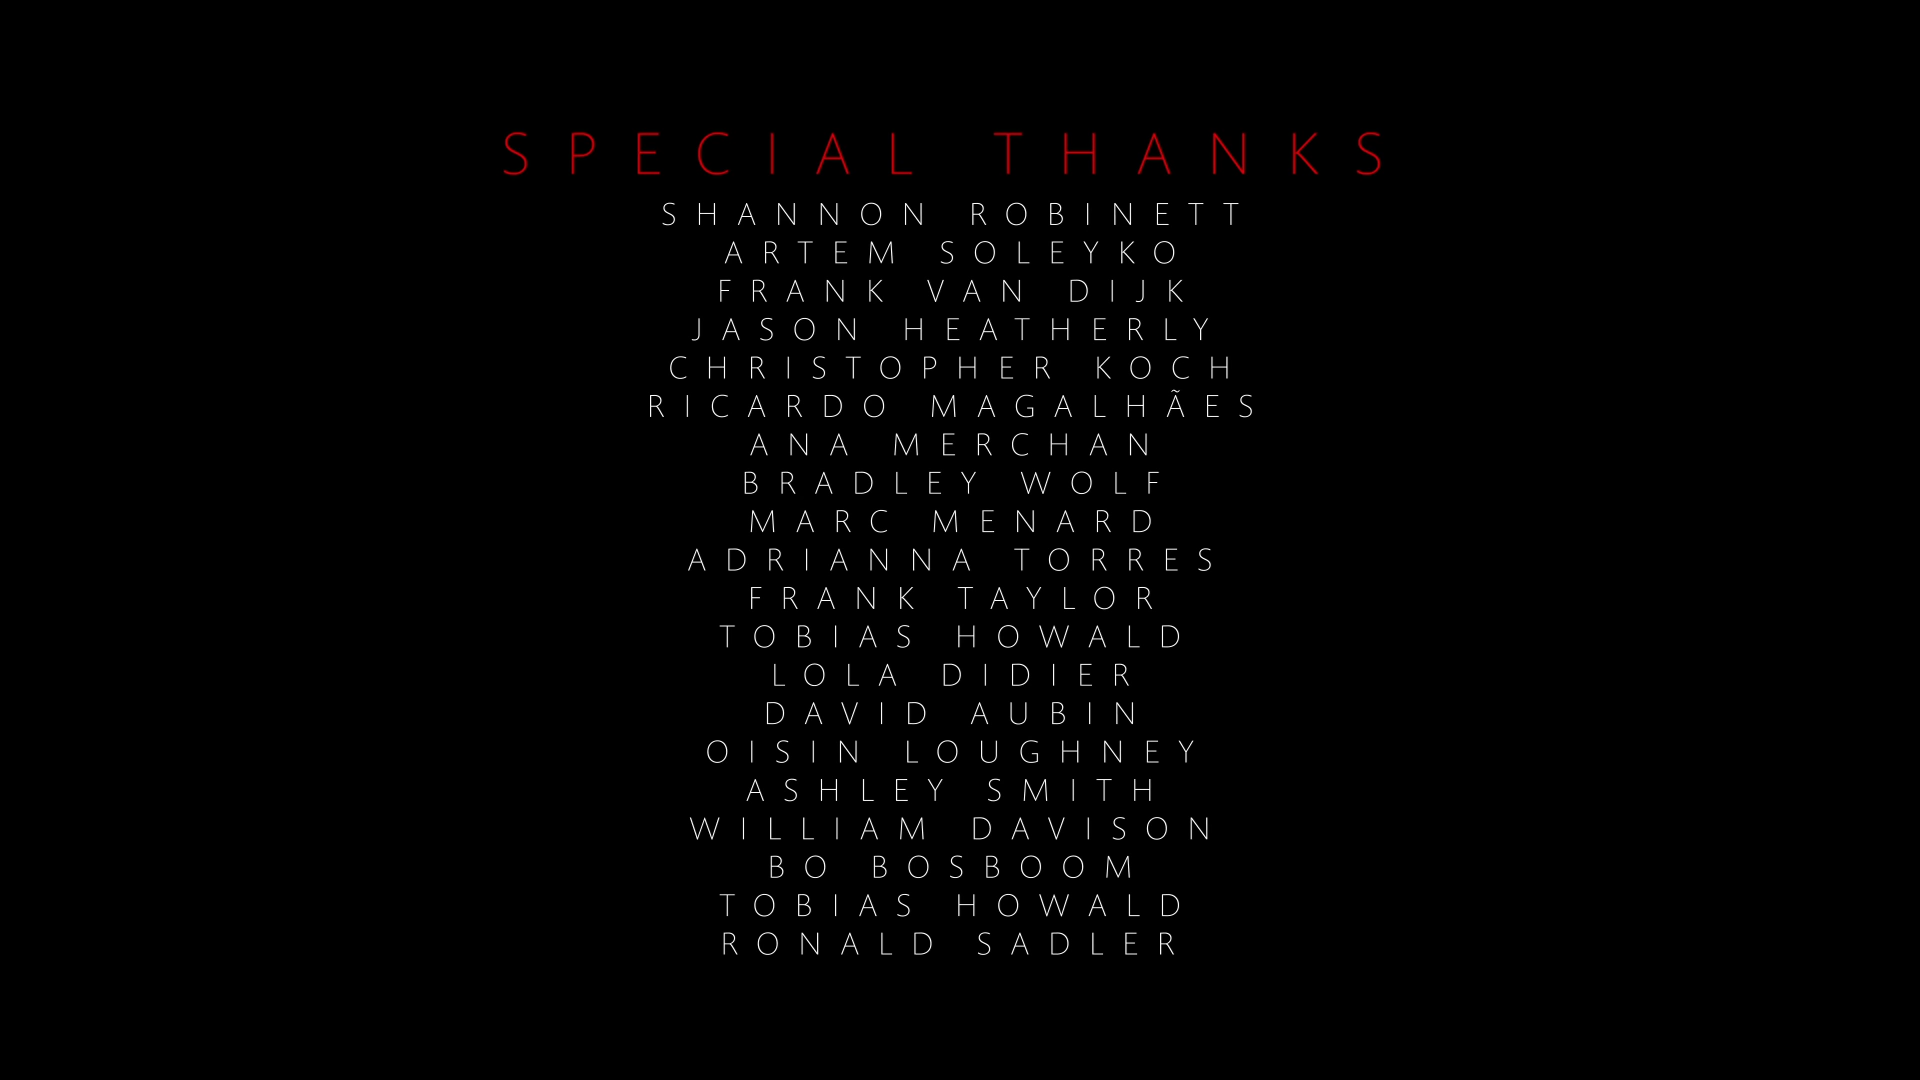 SPECIAL THANKS
SHANNON ROBINETT
ARTEM SOLEYKO
FRANK VAN DIJK
JASON HEATHERLY
CHRISTOPHER KOCH
RICARDO MAGALHÃES
ANA MERCHAN
BRADLEY WOLF
MARC MENARD
ADRIANNA TORRES
FRANK TAYLOR
TOBIAS HOWALD
LOLA DIDIER
DAVID AUBIN
OISIN LOUGHNEY
ASHLEY SMITH
WILLIAM DAVISON
BO BOSBOOM
TOBIAS HOWALD
RONALD SADLER